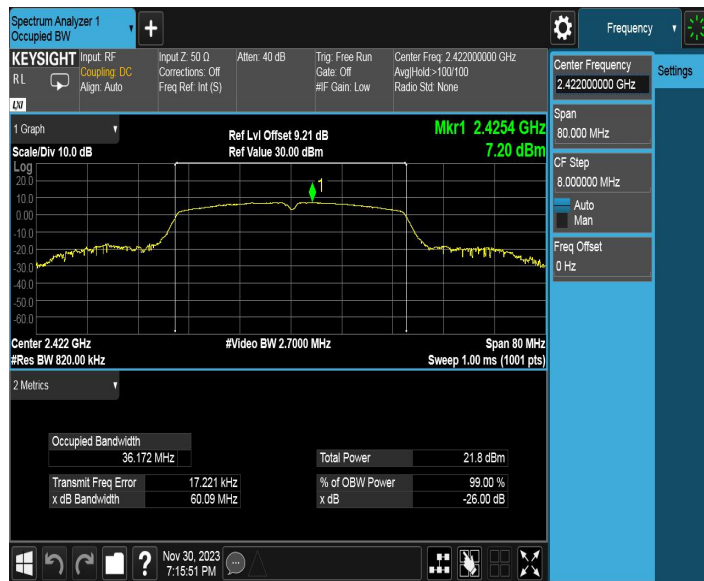 Spectrum Analyzer 1
Occupied BW
Frequency
KEYSIGHT
RL
LXI
Input: RF
Coupling: DC
Align: Auto
Input Z: 50 Ω
Corrections: Off
Freq Ref: Int (S)
Atten: 40 dB
Trig: Free Run
Gate: Off
#IF Gain: Low
Center Freq: 2.422000000 GHz
Avg|Hold:>100/100
Radio Std: None
Center Frequency
2.422000000 GHz
Settings
Span
80.000 MHz
CF Step
8.000000 MHz
Auto
Man
Freq Offset
0 Hz
1 Graph
Scale/Div 10.0 dB
Ref Lvl Offset 9.21 dB
Ref Value 30.00 dBm
Mkr1 2.4254 GHz
7.20 dBm
Log
20.0
10.0
0.00
-10.0
-20.0
-30.0
-40.0
-50.0
-60.0
1
Center 2.422 GHz
#Video BW 2.7000 MHz
Span 80 MHz
#Res BW 820.00 kHz
Sweep 1.00 ms (1001 pts)
2 Metrics
Occupied Bandwidth
36.172 MHz
Total Power 21.8 dBm
Transmit Freq Error 17.221 kHz
% of OBW Power 99.00 %
x dB Bandwidth 60.09 MHz
x dB -26.00 dB
?
Nov 30, 2023
7:15:51 PM